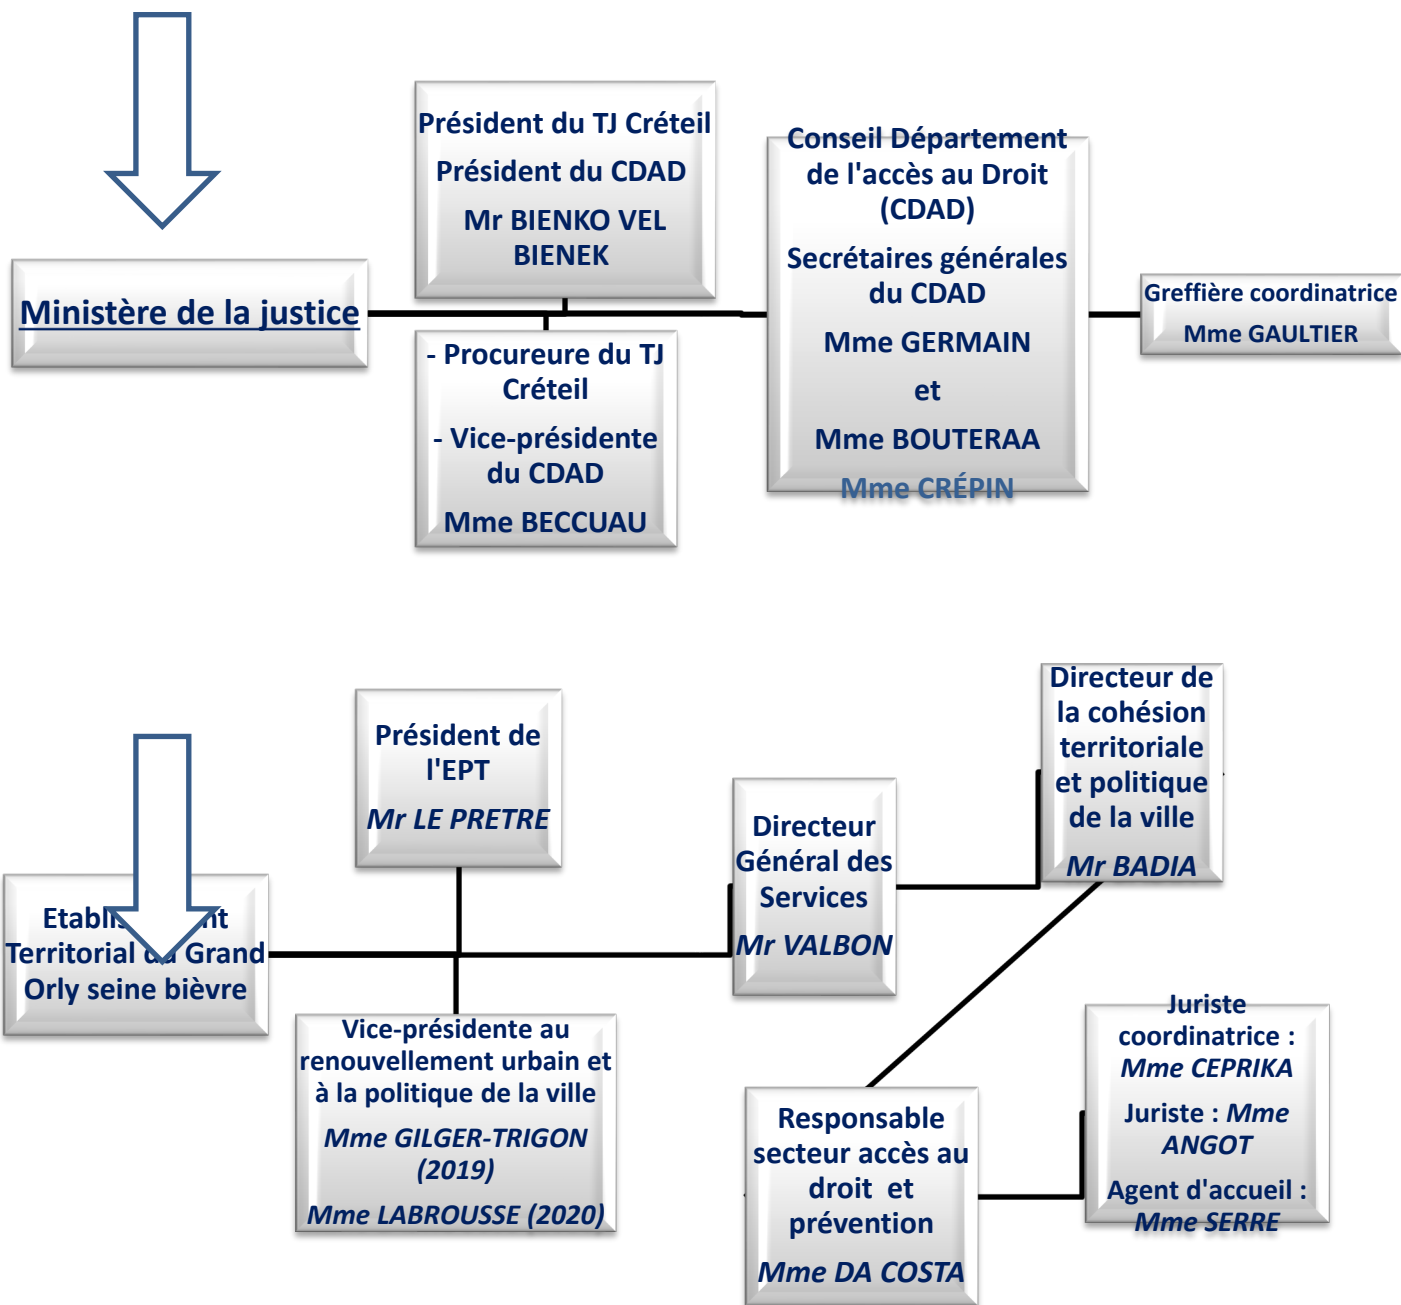 Président du TJ Créteil
Président du CDAD
Mr BIENKO VEL
BIENEK
Conseil Département
de l'accès au Droit
(CDAD)
Secrétaires générales
du CDAD
Mme GERMAIN
et
Mme BOUTERAA
Mme CRÉPIN
Greffière coordinatrice
Mme GAULTIER
Ministère de la justice
- Procureure du TJ
Créteil
- Vice-présidente
du CDAD
Mme BECCUAU
Directeur de
la cohésion
territoriale
et politique
de la ville
Mr BADIA
Président de
l'EPT
Mr LE PRETRE
Directeur
Général des
Services
Mr VALBON
Territorial du Grand
Orly seine bièvre
Vice-présidente au
renouvellement urbain et
à la politique de la ville
Mme GILGER-TRIGON
(2019)
Mme LABROUSSE (2020)
Responsable
secteur accès au
droit et
prévention
Mme DA COSTA
Juriste
coordinatrice :
Mme CEPRIKA
Juriste : Mme
ANGOT
Agent d'accueil :
Mme SERRE